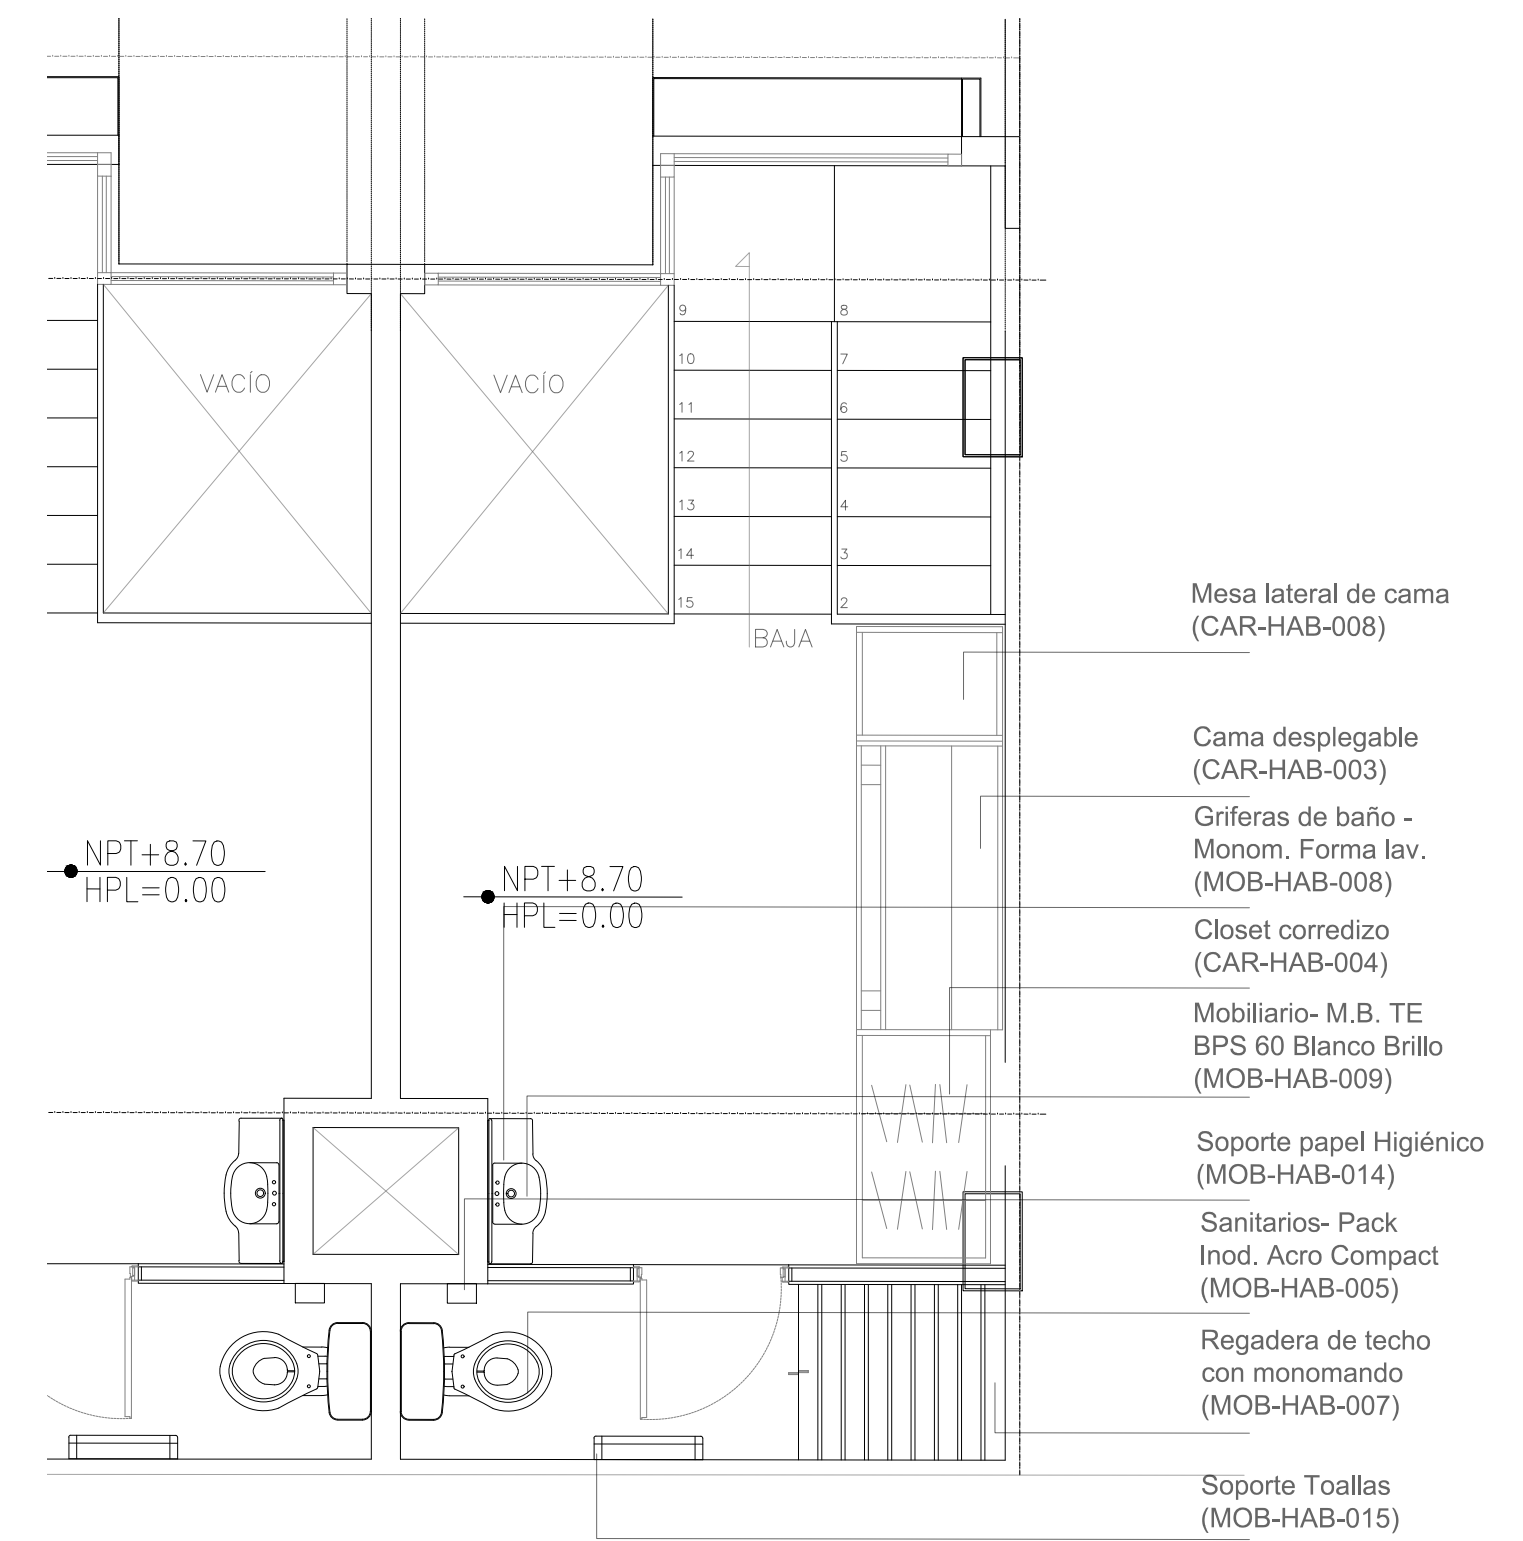 VACÍO
VACÍO
9
8
10
7
11
6
12
5
13
4
14
3
15
2
BAJA
NPT+8.70
HPL=0.00
NPT+8.70
HPL=0.00
Mesa lateral de cama
(CAR-HAB-008)
Cama desplegable
(CAR-HAB-003)
Griferas de baño -
Monom. Forma lav.
(MOB-HAB-008)
Closet corredizo
(CAR-HAB-004)
Mobiliario- M.B. TE
BPS 60 Blanco Brillo
(MOB-HAB-009)
Soporte papel Higiénico
(MOB-HAB-014)
Sanitarios- Pack
Inod. Acro Compact
(MOB-HAB-005)
Regadera de techo
con monomando
(MOB-HAB-007)
Soporte Toallas
(MOB-HAB-015)